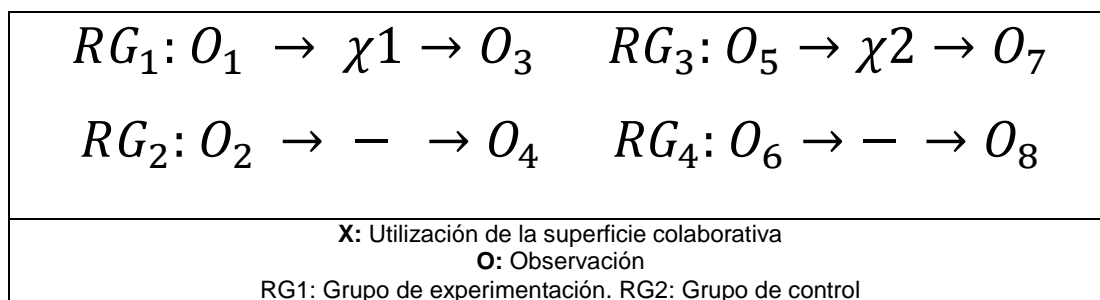 RG₁: O₁ → χ1 → O₃ RG₃: O₅ → χ2 → O₇
RG₂: O₂ → − → O₄ RG₄: O₆ → − → O₈
X: Utilización de la superficie colaborativa
O: Observación
RG1: Grupo de experimentación. RG2: Grupo de control